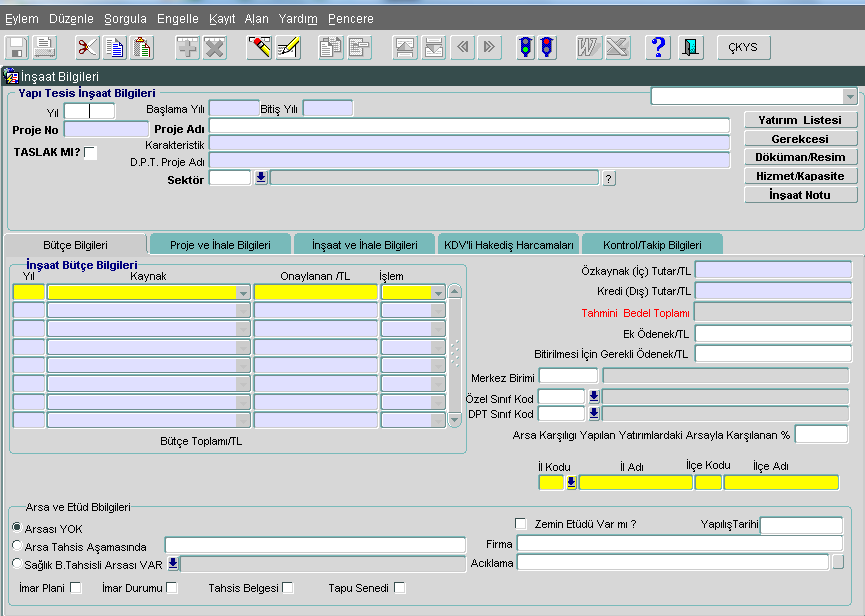 Eylem Düzenle Sorgula Engelle Kayıt Alan Yardım Pencere
W X ? ÇKYS
İnşaat Bilgileri
Yapı Tesis İnşaat Bilgileri
Yıl Başlama Yılı Bitiş Yılı
Proje No Proje Adı
Karakteristik
TASLAK MI? D.P.T. Proje Adı
Sektör ?
Yatırım Listesi
Gerekcesi
Döküman/Resim
Hizmet/Kapasite
İnşaat Notu
Bütçe Bilgileri Proje ve İhale Bilgileri İnşaat ve İhale Bilgileri KDV'li Hakediş Harcamaları Kontrol/Takip Bilgileri
İnşaat Bütçe Bilgileri
Yıl Kaynak Onaylanan /TL İşlem
Bütçe Toplamı/TL
Özkaynak (İç) Tutar/TL
Kredi (Dış) Tutar/TL
Tahmini Bedel Toplamı
Ek Ödenek/TL
Bitirilmesi İçin Gerekli Ödenek/TL
Merkez Birimi
Özel Sınıf Kod
DPT Sınıf Kod
Arsa Karşılıgı Yapılan Yatırımlardaki Arsayla Karşılanan %
İl Kodu İl Adı İlçe Kodu İlçe Adı
Arsa ve Etüd Bbilgileri
Arsası YOK
Arsa Tahsis Aşamasında
Sağlık B.Tahsisli Arsası VAR
İmar Plani İmar Durumu Tahsis Belgesi Tapu Senedi
Zemin Etüdü Var mı ? YapılışTarihi
Firma
Aciklama